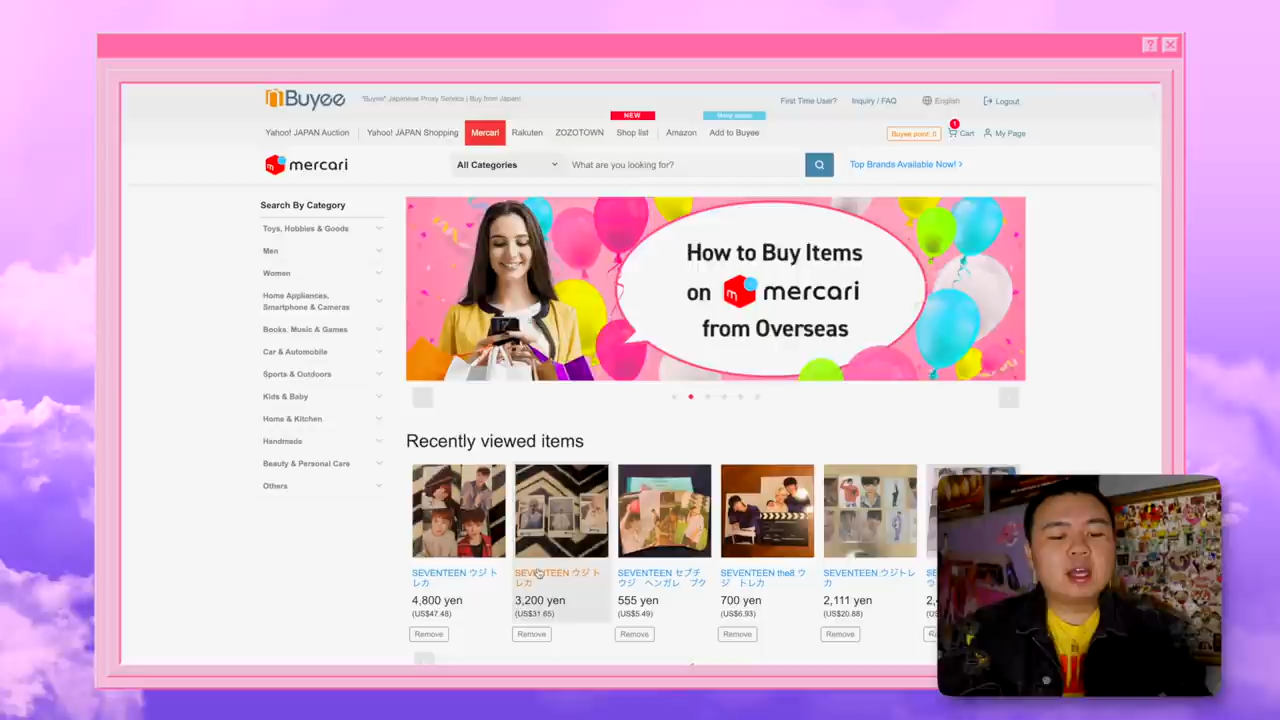 ?
Buyee
"Buyee" Japanese Proxy Service | Buy from Japan!
First Time User?
Inquiry / FAQ
English
Logout
NEW
Yahoo! JAPAN Auction
Yahoo! JAPAN Shopping
Mercari
Rakuten
ZOZOTOWN
Shop list
Amazon
Add to Buyee
Buyee point: 0
1
Cart
My Page
mercari
All Categories
What are you looking for?
Top Brands Available Now! >
Search By Category
Toys, Hobbies & Goods
Men
Women
Home Appliances,
Smartphone & Cameras
Books, Music & Games
Car & Automobile
Sports & Outdoors
Kids & Baby
Home & Kitchen
Handmade
Beauty & Personal Care
Others
How to Buy Items
on mercari
from Overseas
Recently viewed items
SEVENTEEN ウジ ト
レカ
4,800 yen
(US$47.48)
Remove
SEVENTEEN ウジ ト
レカ
3,200 yen
(US$31.65)
Remove
SEVENTEEN セブチ
ウジ ヘンガレ ブク
555 yen
(US$5.49)
Remove
SEVENTEEN the8 ウ
ジ トレカ
700 yen
(US$6.93)
Remove
SEVENTEEN ウジトレ
カ
2,111 yen
(US$20.88)
Remove